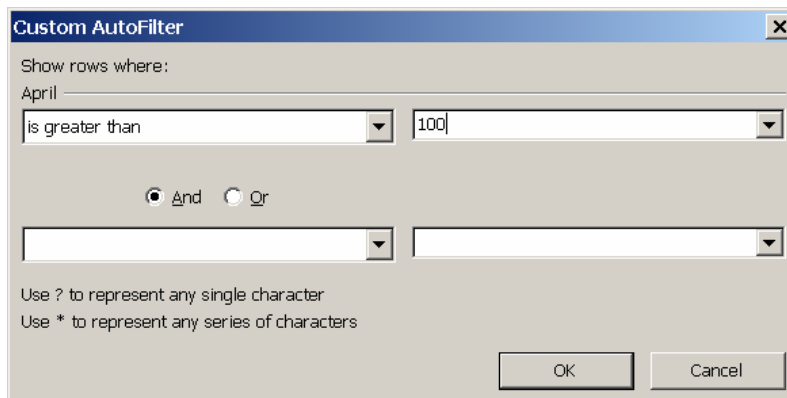 Custom AutoFilter
Show rows where:
April
is greater than 100
And Or
Use ? to represent any single character
Use * to represent any series of characters
OK Cancel